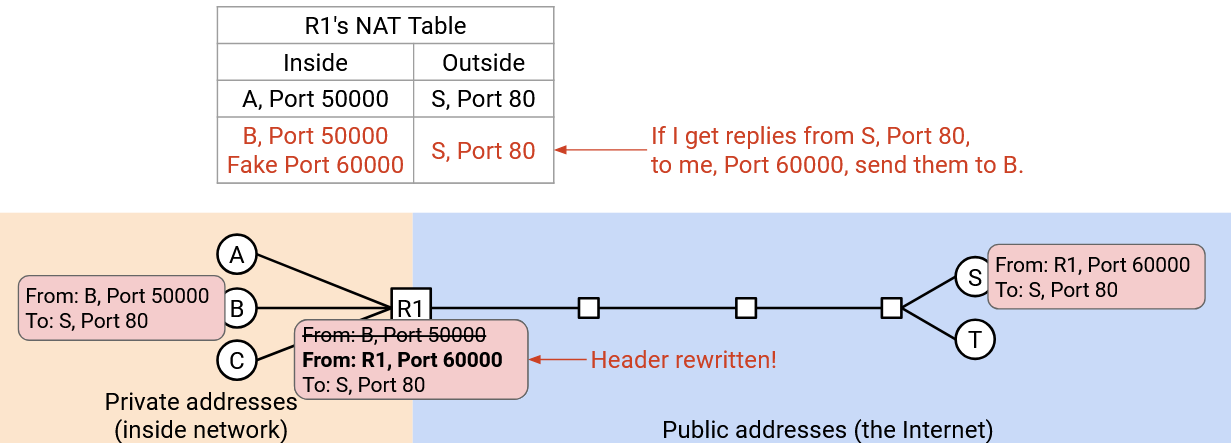 R1's NAT Table
Inside
Outside
A, Port 50000
S, Port 80
B, Port 50000
Fake Port 60000
S, Port 80
If I get replies from S, Port 80,
to me, Port 60000, send them to B.
A
B
C
From: B, Port 50000
To: S, Port 80
R1
From: B, Port 50000
From: R1, Port 60000
To: S, Port 80
Header rewritten!
S
From: R1, Port 60000
To: S, Port 80
T
Private addresses
(inside network)
Public addresses (the Internet)